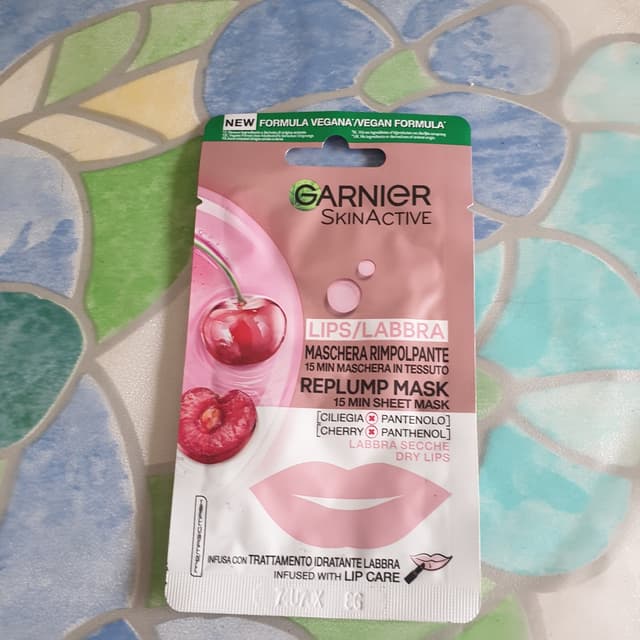 NEW FORMULA VEGANA*/VEGAN FORMULA*
GARNIER
SKINACTIVE
LIPS/LABBRA
MASCHERA RIMPOLPANTE
15 MIN MASCHERA IN TESSUTO
REPLUMP MASK
15 MIN SHEET MASK
[CILIEGIA PANTENOLO]
[CHERRY PANTHENOL]
LABBRA SECCHE
DRY LIPS
INFUSA CON TRATTAMENTO IDRATANTE LABBRA
INFUSED WITH LIP CARE